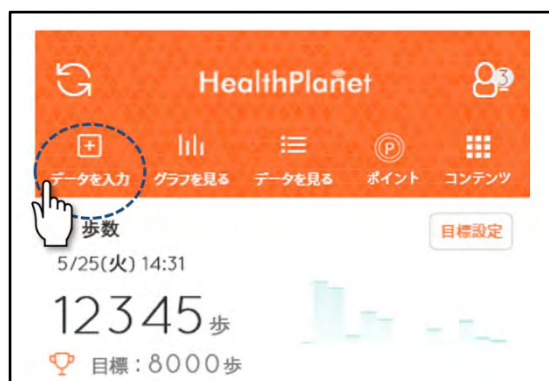 HealthPlanet
3
データを入力 グラフを見る データを見る ポイント コンテンツ
歩数
目標設定
5/25(火) 14:31
12345歩
目標：8000歩